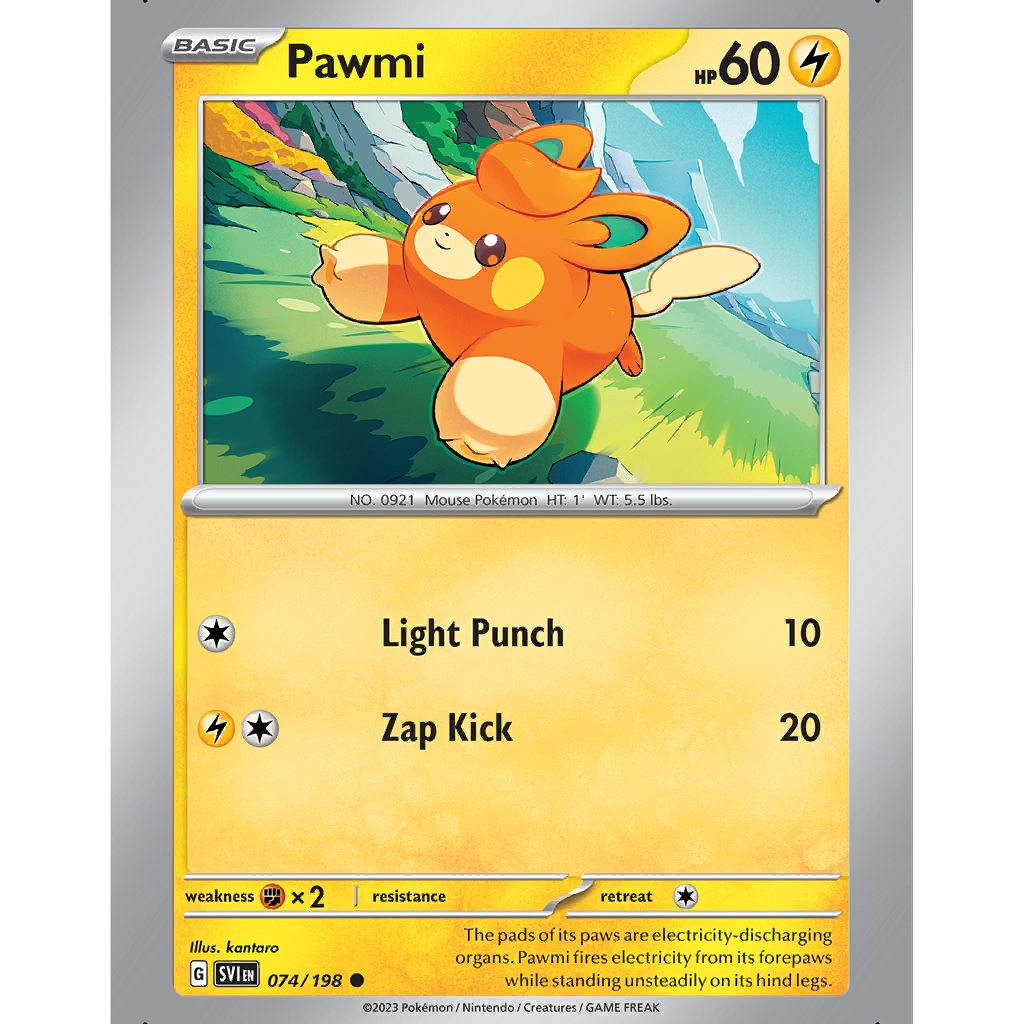 BASIC
Pawmi
HP 60
NO. 0921 Mouse Pokémon HT: 1' WT: 5.5 lbs.
Light Punch 10
Zap Kick 20
weakness ×2 resistance retreat
Illus. kantaro
The pads of its paws are electricity-discharging
organs. Pawmi fires electricity from its forepaws
while standing unsteadily on its hind legs.
G SVI EN 074/198
©2023 Pokémon / Nintendo / Creatures / GAME FREAK